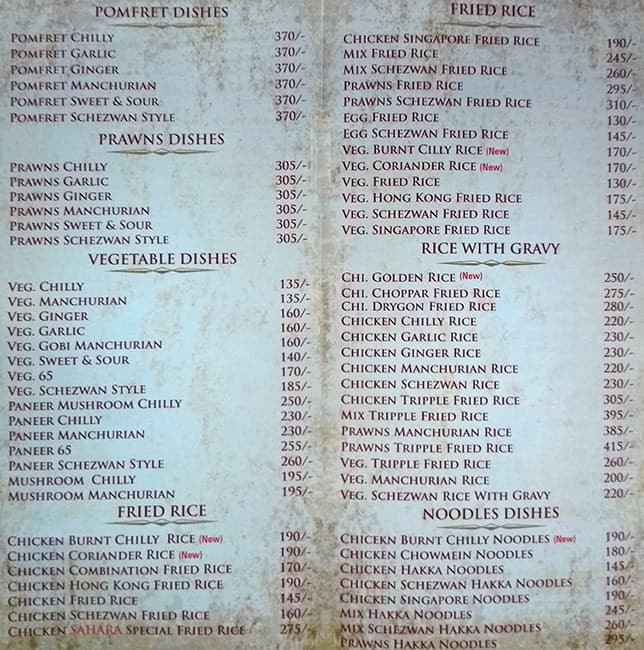 POMFRET DISHES
POMFRET CHILLY 370/-
POMFRET GARLIC 370/-
POMFRET GINGER 370/-
POMFRET MANCHURIAN 370/-
POMFRET SWEET & SOUR 370/-
POMFRET SCHEZWAN STYLE 370/-
PRAWNS DISHES
PRAWNS CHILLY 305/-
PRAWNS GARLIC 305/-
PRAWNS GINGER 305/-
PRAWNS MANCHURIAN 305/-
PRAWNS SWEET & SOUR 305/-
PRAWNS SCHEZWAN STYLE 305/-
VEGETABLE DISHES
VEG. CHILLY 135/-
VEG. MANCHURIAN 135/-
VEG. GINGER 160/-
VEG. GARLIC 160/-
VEG. GOBI MANCHURIAN 160/-
VEG. SWEET & SOUR 140/-
VEG. 65 170/-
VEG. SCHEZWAN STYLE 185/-
PANEER MUSHROOM CHILLY 250/-
PANEER CHILLY 230/-
PANEER MANCHURIAN 230/-
PANEER 65 255/-
PANEER SCHEZWAN STYLE 260/-
MUSHROOM CHILLY 195/-
MUSHROOM MANCHURIAN 195/-
FRIED RICE
CHICKEN BURNT CHILLY RICE (New) 190/-
CHICKEN CORIANDER RICE (New) 190/-
CHICKEN COMBINATION FRIED RICE 170/-
CHICKEN HONG KONG FRIED RICE 190/-
CHICKEN FRIED RICE 145/-
CHICKEN SCHEZWAN FRIED RICE 160/-
CHICKEN SAHARA SPECIAL FRIED RICE 275/-
FRIED RICE
CHICKEN SINGAPORE FRIED RICE 190/-
MIX FRIED RICE 245/-
MIX SCHEZWAN FRIED RICE 260/-
PRAWNS FRIED RICE 295/-
PRAWNS SCHEZWAN FRIED RICE 310/-
EGG FRIED RICE 130/-
EGG SCHEZWAN FRIED RICE 145/-
VEG. BURNT CILLY RICE (New) 170/-
VEG. CORIANDER RICE (New) 170/-
VEG. FRIED RICE 130/-
VEG. HONG KONG FRIED RICE 175/-
VEG. SCHEZWAN FRIED RICE 145/-
VEG. SINGAPORE FRIED RICE 175/-
RICE WITH GRAVY
CHI. GOLDEN RICE (New) 250/-
CHI. CHOPPAR FRIED RICE 275/-
CHI. DRYGON FRIED RICE 280/-
CHICKEN CHILLY RICE 220/-
CHICKEN GARLIC RICE 230/-
CHICKEN GINGER RICE 230/-
CHICKEN MANCHURIAN RICE 220/-
CHICKEN SCHEZWAN RICE 230/-
CHICKEN TRIPPLE FRIED RICE 305/-
MIX TRIPPLE FRIED RICE 395/-
PRAWNS MANCHURIAN RICE 385/-
PRAWNS TRIPPLE FRIED RICE 415/-
VEG. TRIPPLE FRIED RICE 260/-
VEG. MANCHURIAN RICE 200/-
VEG. SCHEZWAN RICE WITH GRAVY 220/-
NOODLES DISHES
CHICEKN BURNT CHILLY NOODLES (New) 190/-
CHICKEN CHOWMEIN NOODLES 180/-
CHICKEN HAKKA NOODLES 145/-
CHICKEN SCHEZWAN HAKKA NOODLES 160/-
CHICKEN SINGAPORE NOODLES 190/-
MIX HAKKA NOODLES 245/-
MIX SCHEZWAN HAKKA NOODLES 260/-
PRAWNS HAKKA NOODLES 295/-